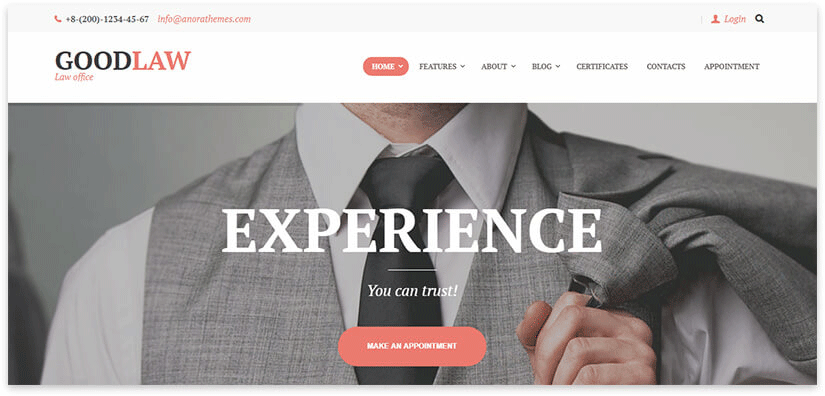 +8-(200)-1234-45-67 info@anorathemes.com | Login
GOODLAW
Law office
HOME FEATURES ABOUT BLOG CERTIFICATES CONTACTS APPOINTMENT
EXPERIENCE
You can trust!
MAKE AN APPOINTMENT